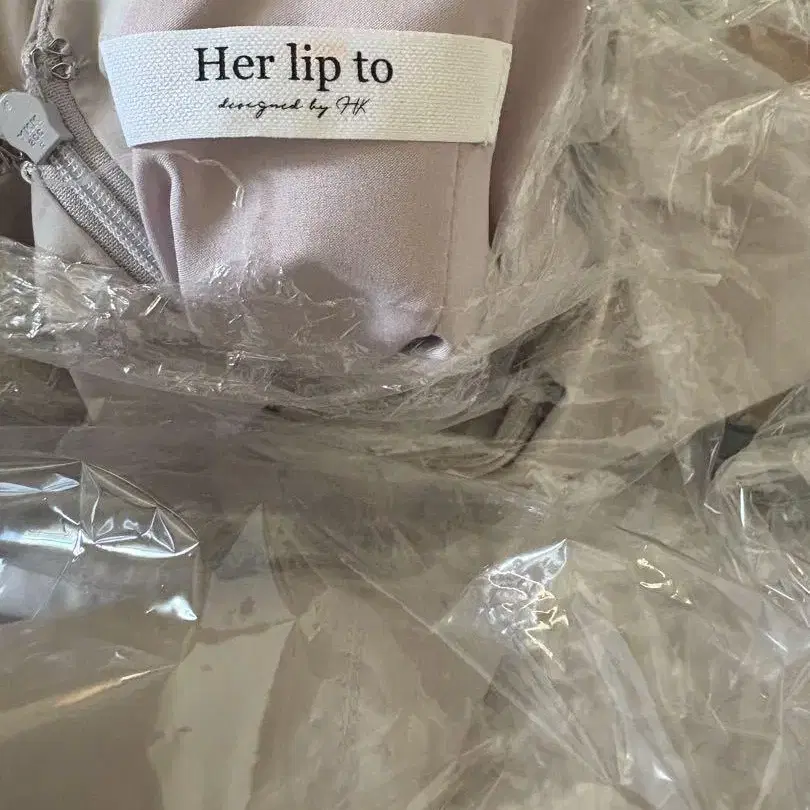 Her lip to
designed by HK